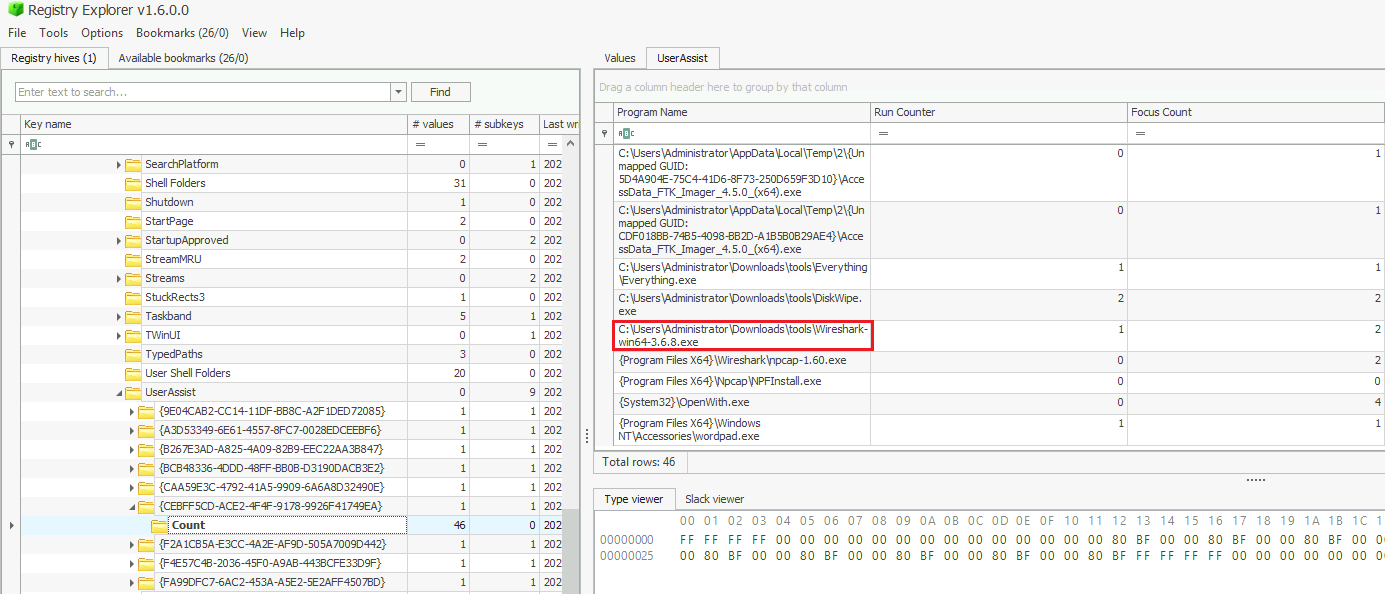 Registry Explorer v1.6.0.0
File Tools Options Bookmarks (26/0) View Help
Registry hives (1) Available bookmarks (26/0)
Enter text to search... Find
Key name # values # subkeys Last wr
SearchPlatform 0 1 202
Shell Folders 31 0 202
Shutdown 1 0 202
StartPage 2 0 202
StartupApproved 0 2 202
StreamMRU 2 0 202
Streams 0 2 202
StuckRects3 1 0 202
Taskband 5 1 202
TWinUI 0 1 202
TypedPaths 3 0 202
User Shell Folders 20 0 202
UserAssist 0 9 202
{9E04CAB2-CC14-11DF-BB8C-A2F1DED72085} 1 1 202
{A3D53349-6E61-4557-8FC7-0028EDCEEBF6} 1 1 202
{B267E3AD-A825-4A09-82B9-EEC22AA3B847} 1 1 202
{BCB48336-4DDD-48FF-BB0B-D3190DACB3E2} 1 1 202
{CAA59E3C-4792-41A5-9909-6A6A8D32490E} 1 1 202
{CEBFF5CD-ACE2-4F4F-9178-9926F41749EA} 1 1 202
Count 46 0 202
{F2A1CB5A-E3CC-4A2E-AF9D-505A7009D442} 1 1 202
{F4E57C4B-2036-45F0-A9AB-443BCFE33D9F} 1 1 202
{FA99DFC7-6AC2-453A-A5E2-5E2AFF4507BD} 1 1 202
Values UserAssist
Drag a column header here to group by that column
Program Name Run Counter Focus Count
C:\Users\Administrator\AppData\Local\Temp\2\{Un 0 1
mapped GUID:
5D4A904E-75C4-41D6-8F73-250D659F3D10}\Acce
ssData_FTK_Imager_4.5.0_(x64).exe
C:\Users\Administrator\AppData\Local\Temp\2\{Un 0 1
mapped GUID:
CDF018BB-74B5-4098-BB2D-A1B5B0B29AE4}\Acce
ssData_FTK_Imager_4.5.0_(x64).exe
C:\Users\Administrator\Downloads\tools\Everything 1 1
\Everything.exe
C:\Users\Administrator\Downloads\tools\DiskWipe. 2 2
exe
C:\Users\Administrator\Downloads\tools\Wireshark- 1 2
win64-3.6.8.exe
{Program Files X64}\Wireshark\npcap-1.60.exe 0 2
{Program Files X64}\Npcap\NPFInstall.exe 0 0
{System32}\OpenWith.exe 0 4
{Program Files X64}\Windows 1 1
NT\Accessories\wordpad.exe
Total rows: 46
Type viewer Slack viewer
00 01 02 03 04 05 06 07 08 09 0A 0B 0C 0D 0E 0F 10 11 12 13 14 15 16 17 18 19 1A 1B 1C 1
00000000 FF FF FF FF 00 00 00 00 00 00 00 00 00 00 00 00 00 00 80 BF 00 00 80 BF 00 00 80 BF 00 00
00000025 00 80 BF 00 00 80 BF 00 00 80 BF 00 00 80 BF 00 00 80 BF FF FF FF FF 00 00 00 00 00 00 00